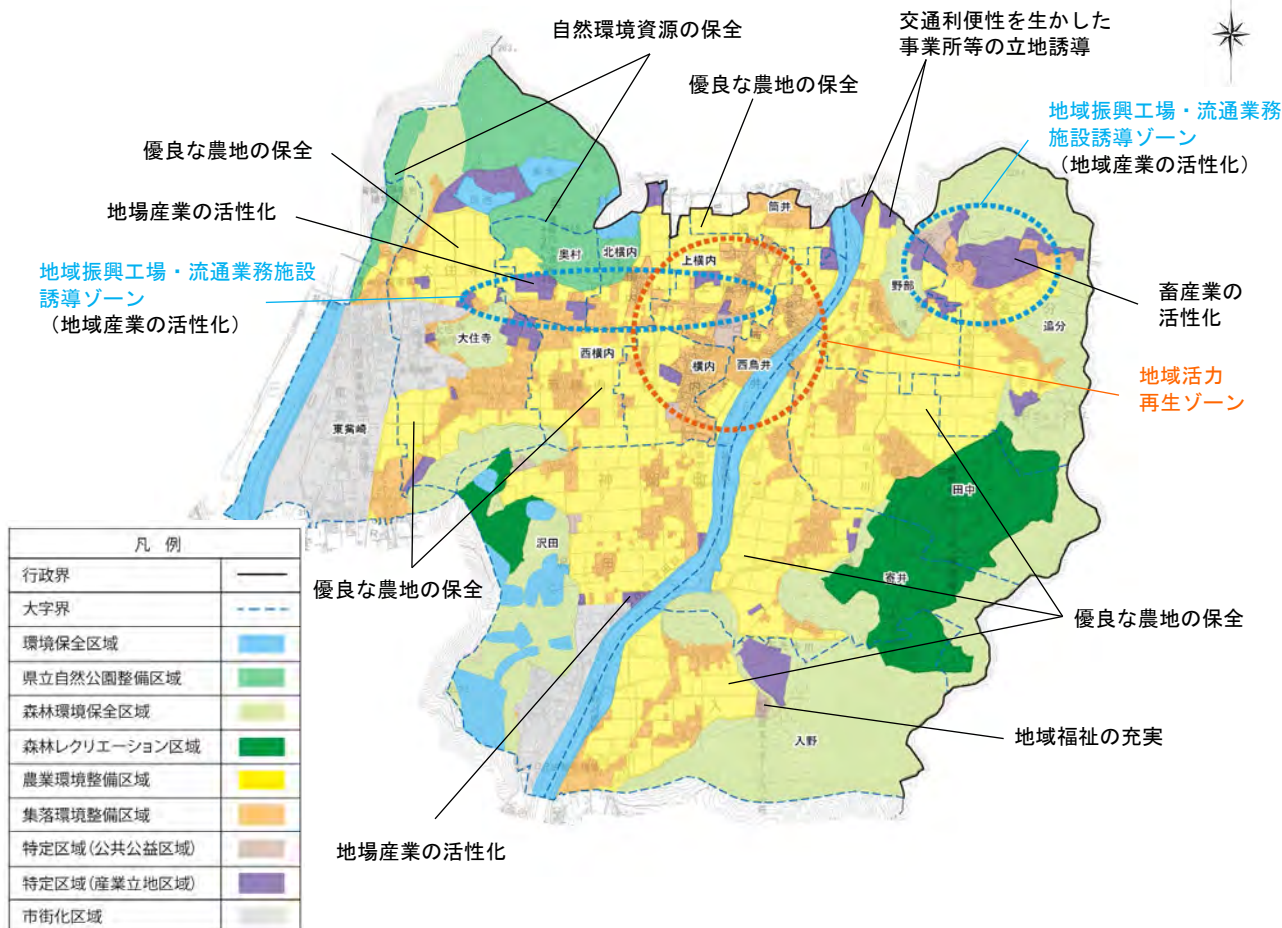 自然環境資源の保全
交通利便性を生かした
事業所等の立地誘導
優良な農地の保全
地域振興工場・流通業務
施設誘導ゾーン
（地域産業の活性化）
優良な農地の保全
地場産業の活性化
地域振興工場・流通業務施設
誘導ゾーン
（地域産業の活性化）
筒井
奥村
北横内
上横内
野部
畜産業の
活性化
追分
大住寺
西横内
横内
西鳥井
地域活力
再生ゾーン
東觜崎
田中
沢田
寄井
優良な農地の保全
優良な農地の保全
入野
地域福祉の充実
地場産業の活性化
凡 例
行政界
大字界
環境保全区域
県立自然公園整備区域
森林環境保全区域
森林レクリエーション区域
農業環境整備区域
集落環境整備区域
特定区域(公共公益区域)
特定区域(産業立地区域)
市街化区域